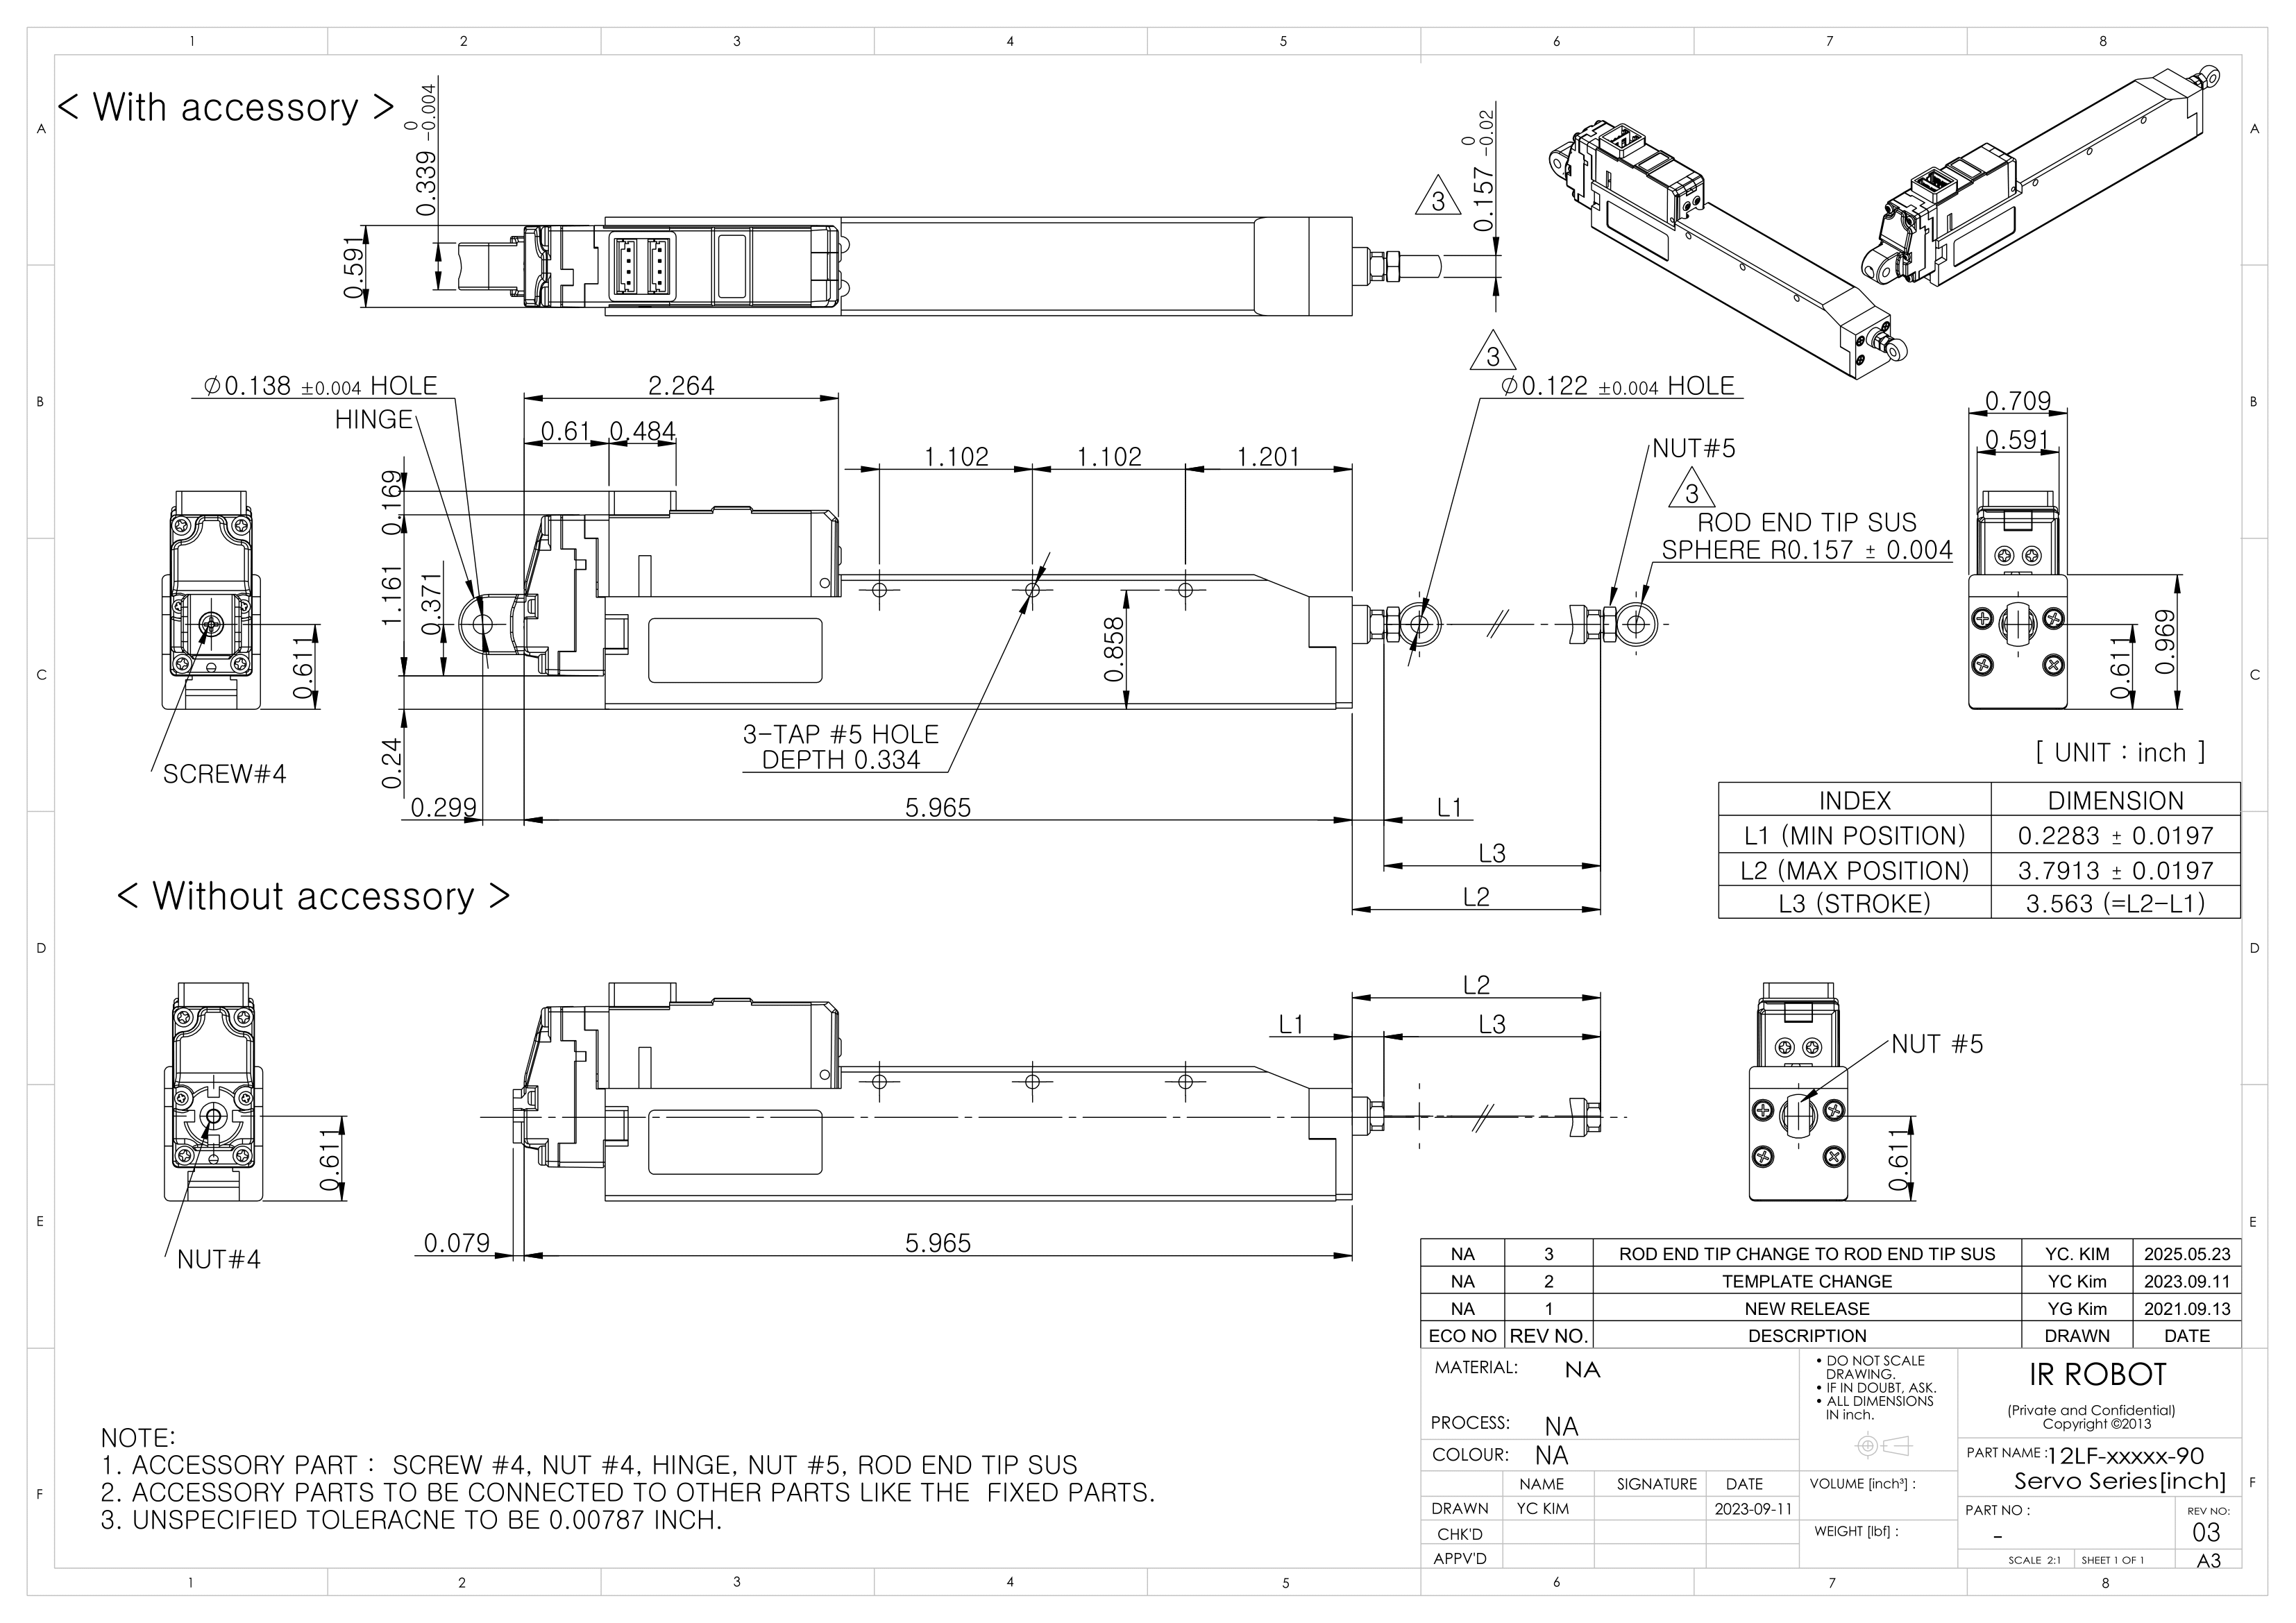 1 2 3 4 5 6 7 8
A A
B B
C C
D D
E E
F F
< With accessory >
0.339 0 -0.004
0.591
3
0.157 0 -0.02
∅0.138 ±0.004 HOLE
HINGE
2.264
0.61
0.484
1.102
1.102
1.201
3
∅0.122 ±0.004 HOLE
NUT#5
3
ROD END TIP SUS
SPHERE R0.157 ± 0.004
0.709
0.591
0.169
1.161
0.371
0.611
0.858
0.611
0.969
SCREW#4
3-TAP #5 HOLE
DEPTH 0.334
0.24
0.299
5.965
L1
L3
L2
[ UNIT : inch ]
INDEX DIMENSION
L1 (MIN POSITION) 0.2283 ± 0.0197
L2 (MAX POSITION) 3.7913 ± 0.0197
L3 (STROKE) 3.563 (=L2-L1)
< Without accessory >
L2
L1
L3
NUT #5
0.611
0.611
NUT#4
0.079
5.965
NA 3 ROD END TIP CHANGE TO ROD END TIP SUS YC. KIM 2025.05.23
NA 2 TEMPLATE CHANGE YC Kim 2023.09.11
NA 1 NEW RELEASE YG Kim 2021.09.13
ECO NO REV NO. DESCRIPTION DRAWN DATE
MATERIAL: NA
PROCESS: NA
COLOUR: NA
• DO NOT SCALE
DRAWING.
• IF IN DOUBT, ASK.
• ALL DIMENSIONS
IN inch.
IR ROBOT
(Private and Confidential)
Copyright ©2013
PART NAME : 12LF-xxxxx-90
Servo Series[inch]
NAME SIGNATURE DATE
DRAWN YC KIM 2023-09-11
CHK'D
APPV'D
VOLUME [inch³] :
WEIGHT [lbf] :
PART NO :
-
REV NO:
03
SCALE 2:1 SHEET 1 OF 1 A3
NOTE:
1. ACCESSORY PART : SCREW #4, NUT #4, HINGE, NUT #5, ROD END TIP SUS
2. ACCESSORY PARTS TO BE CONNECTED TO OTHER PARTS LIKE THE FIXED PARTS.
3. UNSPECIFIED TOLERACNE TO BE 0.00787 INCH.
1 2 3 4 5 6 7 8